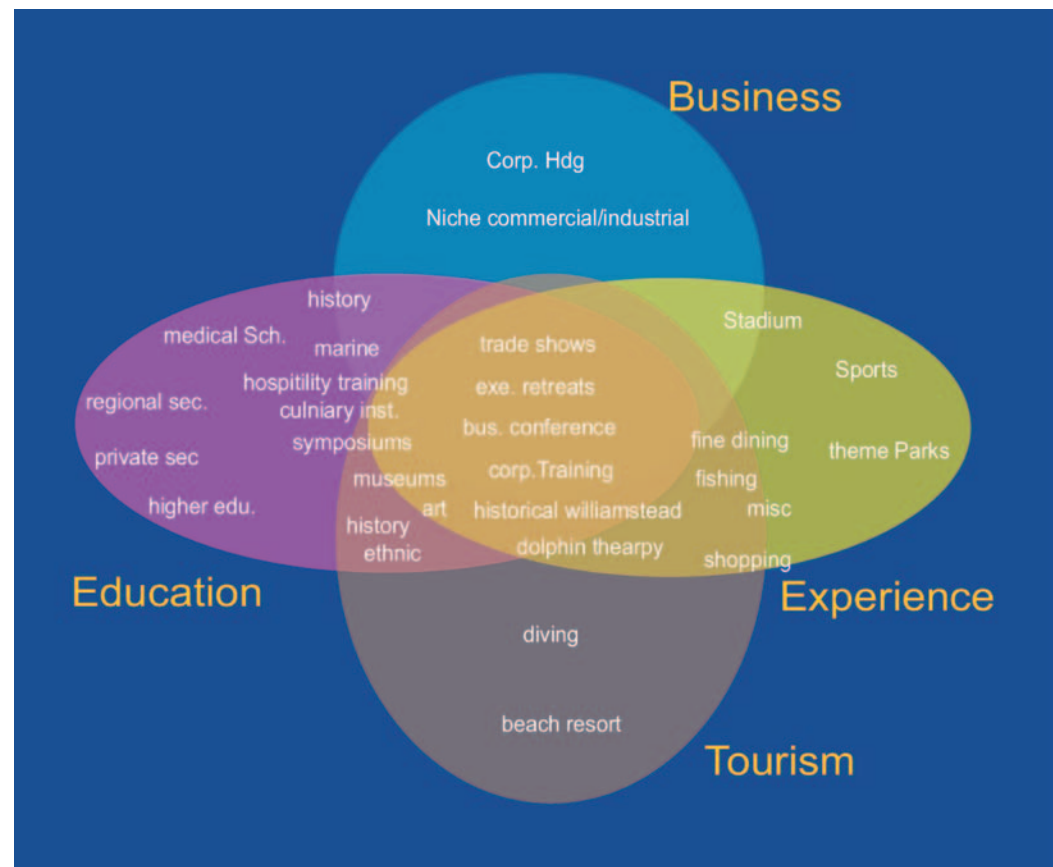 Business
Corp. Hdg
Niche commercial/industrial
history
medical Sch.
marine
hospitility training
culniary inst.
symposiums
regional sec.
private sec
higher edu.
museums
art
history
ethnic
trade shows
exe. retreats
bus. conference
corp.Training
historical williamstead
dolphin thearpy
Stadium
Sports
fine dining
theme Parks
fishing
misc
shopping
Education
Experience
diving
beach resort
Tourism